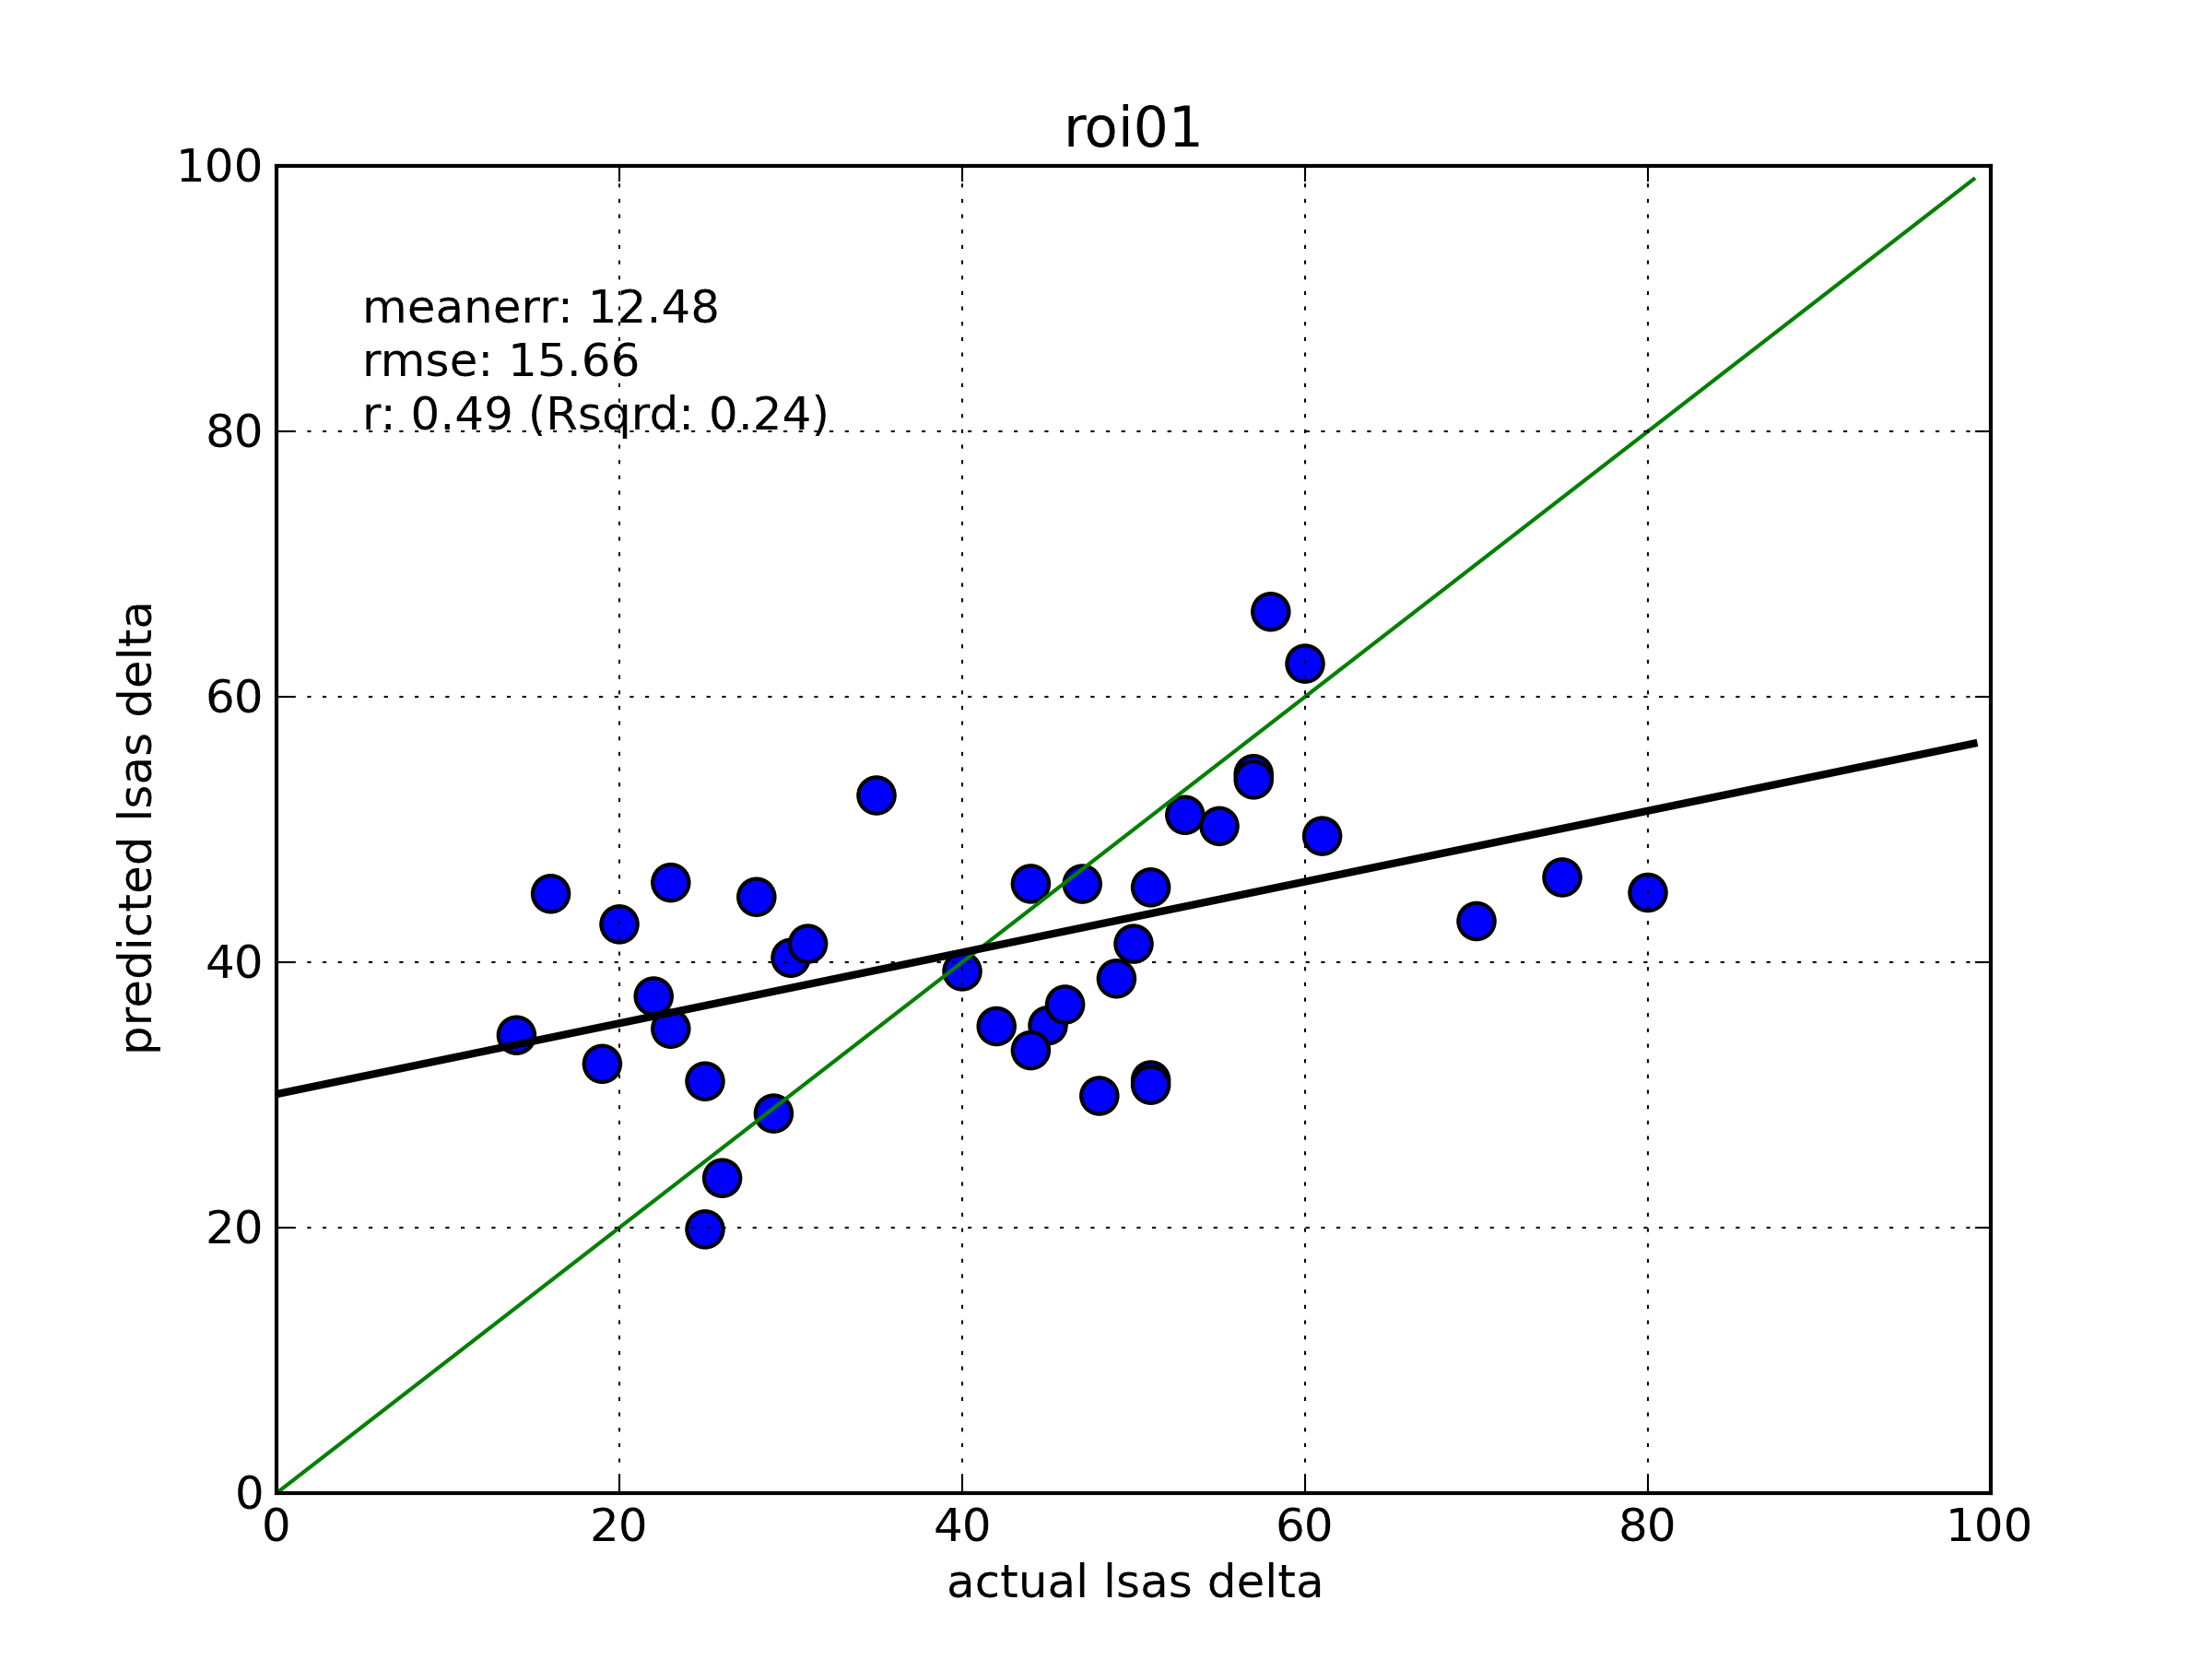 roi01
meanerr: 12.48
rmse: 15.66
r: 0.49 (Rsqrd: 0.24)
predicted lsas delta
100
80
60
40
20
0
0 20 40 60 80 100
actual lsas delta